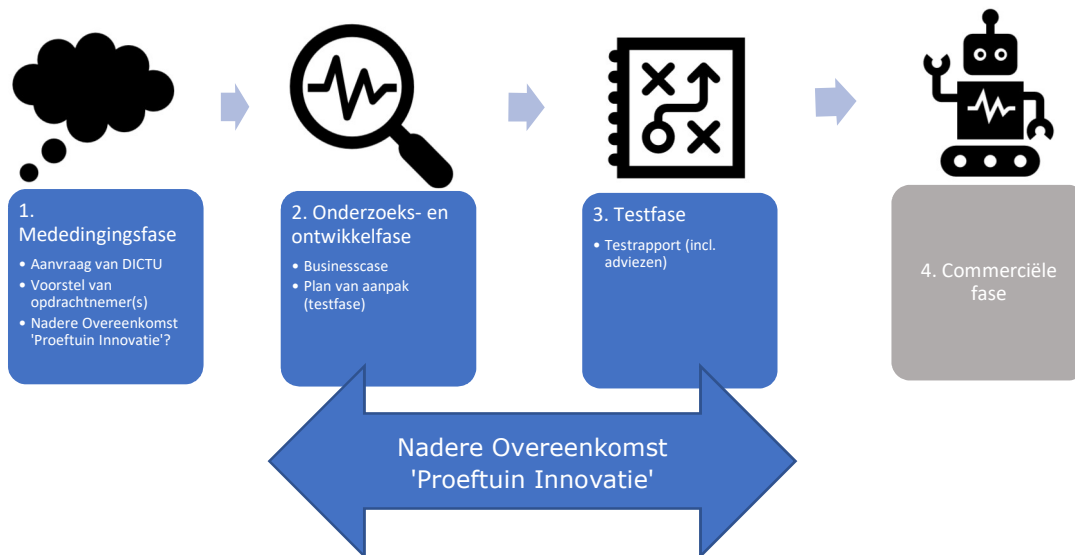 1.
Mededingingsfase
• Aanvraag van DICTU
• Voorstel van
opdrachtnemer(s)
• Nadere Overeenkomst
'Proeftuin Innovatie'?
2. Onderzoeks- en
ontwikkelfase
• Businesscase
• Plan van aanpak
(testfase)
3. Testfase
• Testrapport (incl.
adviezen)
4. Commerciële
fase
Nadere Overeenkomst
'Proeftuin Innovatie'